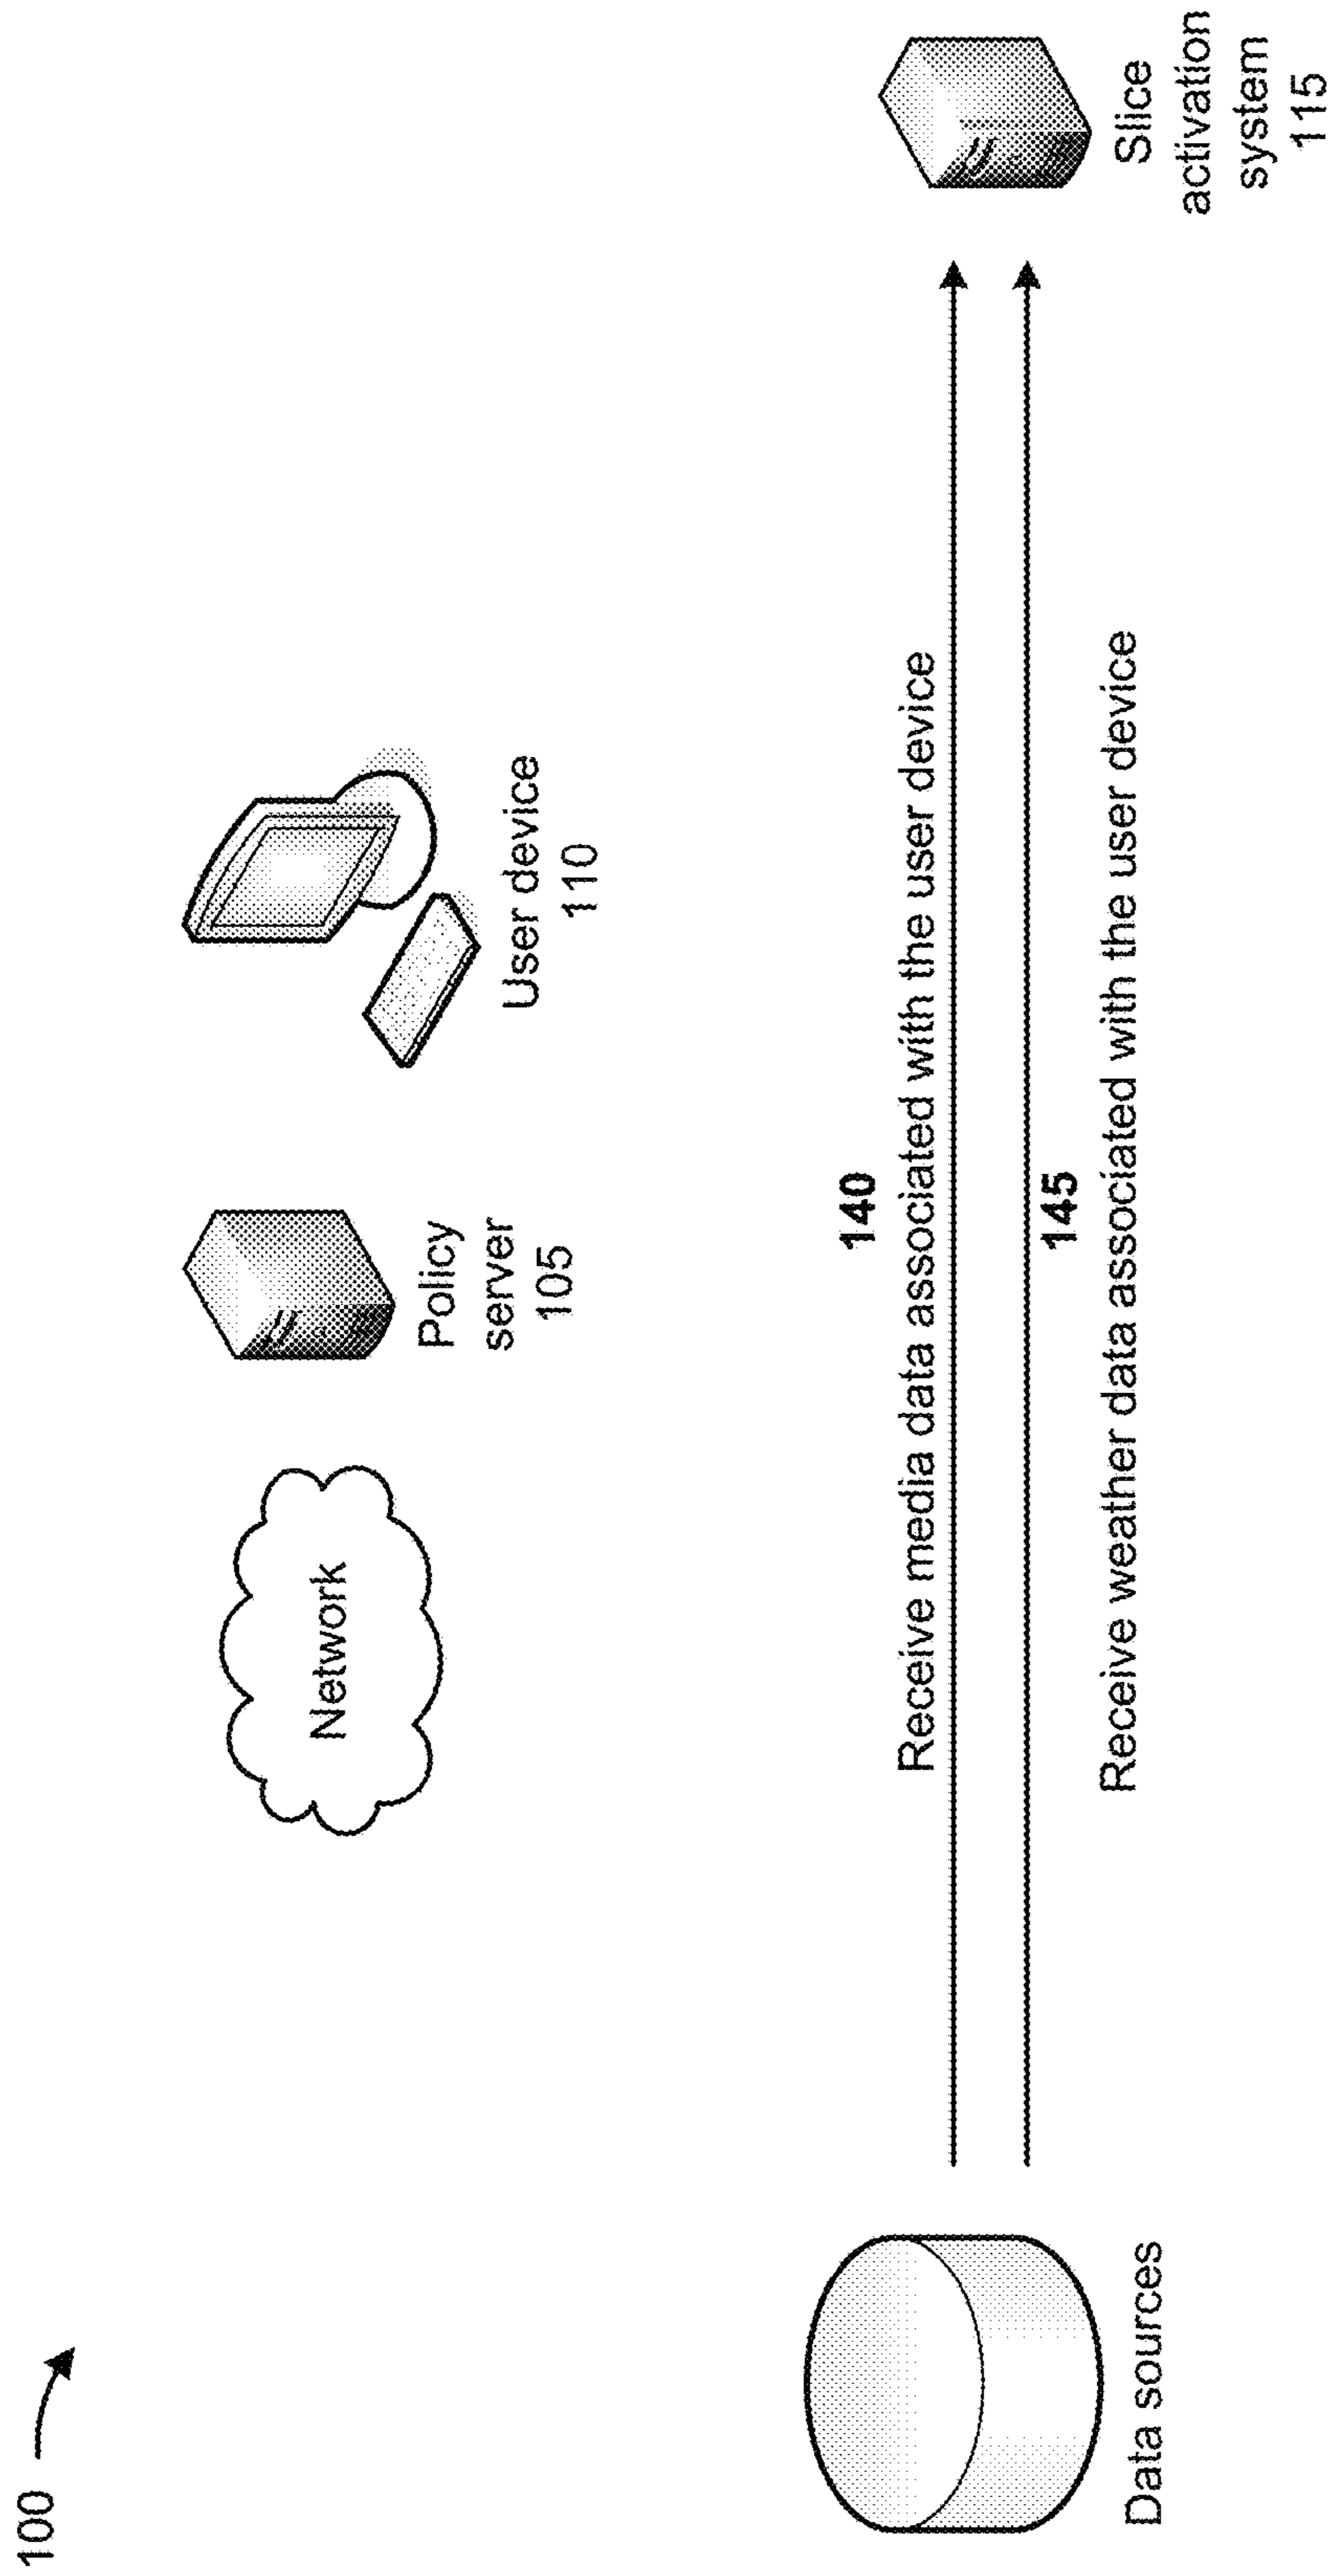 100
Network
Policy
server
105
User device
110
140
Receive media data associated with the user device
145
Receive weather data associated with the user device
Data sources
Slice
activation
system
115